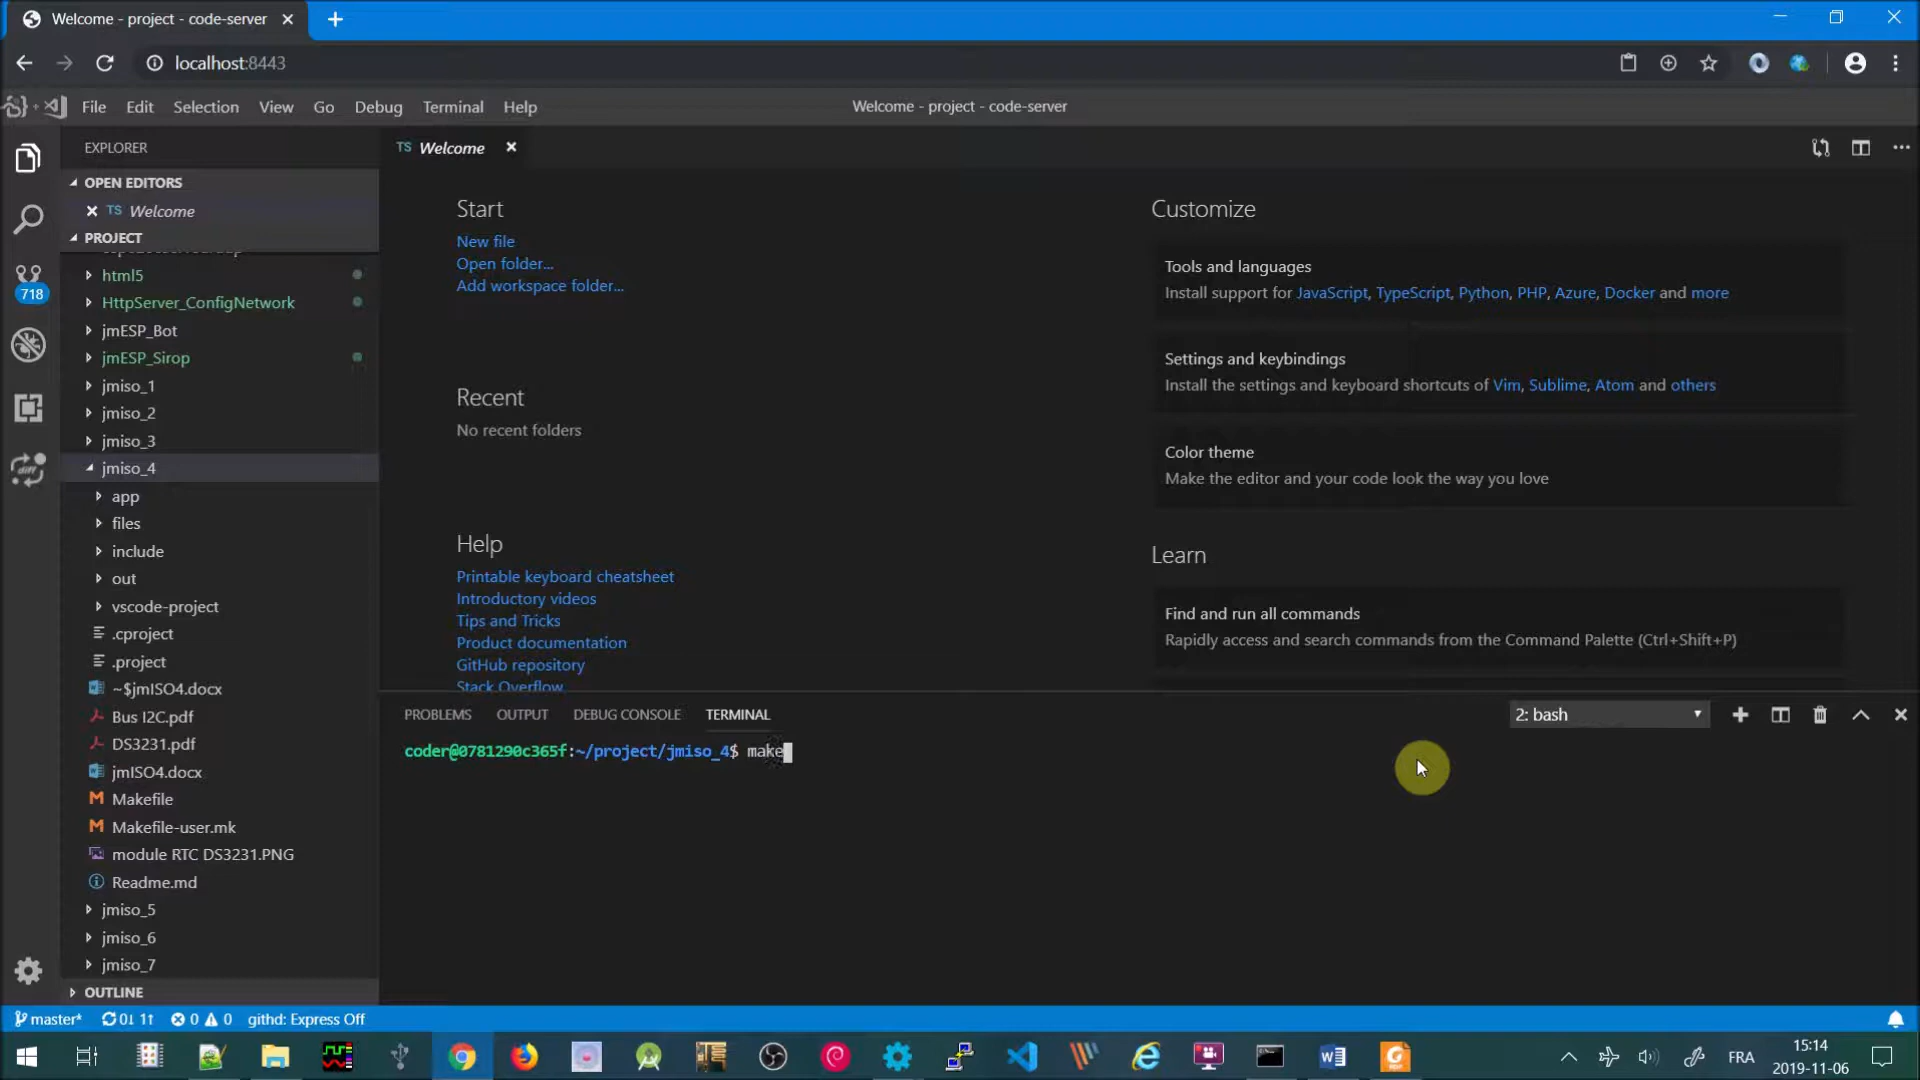 Welcome - project - code-server
localhost:8443
File Edit Selection View Go Debug Terminal Help
Welcome - project - code-server
EXPLORER
OPEN EDITORS
TS Welcome
PROJECT
html5
HttpServer_ConfigNetwork
jmESP_Bot
jmESP_Sirop
jmiso_1
jmiso_2
jmiso_3
jmiso_4
app
files
include
out
vscode-project
.cproject
.project
~$jmISO4.docx
Bus I2C.pdf
DS3231.pdf
jmISO4.docx
Makefile
Makefile-user.mk
module RTC DS3231.PNG
Readme.md
jmiso_5
jmiso_6
jmiso_7
OUTLINE
718
TS Welcome
Start
New file
Open folder...
Add workspace folder...
Recent
No recent folders
Help
Printable keyboard cheatsheet
Introductory videos
Tips and Tricks
Product documentation
GitHub repository
Stack Overflow
Customize
Tools and languages
Install support for JavaScript, TypeScript, Python, PHP, Azure, Docker and more
Settings and keybindings
Install the settings and keyboard shortcuts of Vim, Sublime, Atom and others
Color theme
Make the editor and your code look the way you love
Learn
Find and run all commands
Rapidly access and search commands from the Command Palette (Ctrl+Shift+P)
PROBLEMS OUTPUT DEBUG CONSOLE TERMINAL
2: bash
coder@0781290c365f:~/project/jmiso_4$ make
master* 0↓ 1↑ 0 0 githd: Express Off
FRA
15:14
2019-11-06